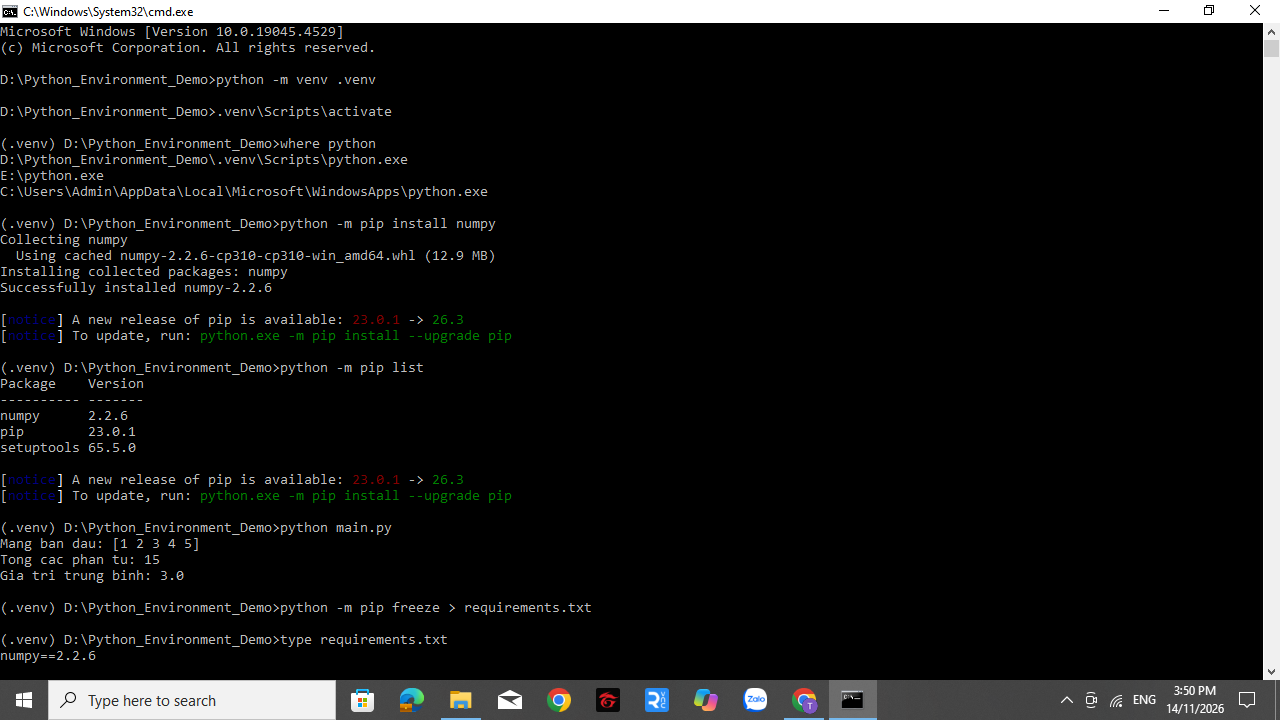 C:\Windows\System32\cmd.exe
Microsoft Windows [Version 10.0.19045.4529]
(c) Microsoft Corporation. All rights reserved.
D:\Python_Environment_Demo>python -m venv .venv
D:\Python_Environment_Demo>.venv\Scripts\activate
(.venv) D:\Python_Environment_Demo>where python
D:\Python_Environment_Demo\.venv\Scripts\python.exe
E:\python.exe
C:\Users\Admin\AppData\Local\Microsoft\WindowsApps\python.exe
(.venv) D:\Python_Environment_Demo>python -m pip install numpy
Collecting numpy
  Using cached numpy-2.2.6-cp310-cp310-win_amd64.whl (12.9 MB)
Installing collected packages: numpy
Successfully installed numpy-2.2.6
[notice] A new release of pip is available: 23.0.1 -> 26.3
[notice] To update, run: python.exe -m pip install --upgrade pip
(.venv) D:\Python_Environment_Demo>python -m pip list
Package    Version
---------- -------
numpy      2.2.6
pip        23.0.1
setuptools 65.5.0
[notice] A new release of pip is available: 23.0.1 -> 26.3
[notice] To update, run: python.exe -m pip install --upgrade pip
(.venv) D:\Python_Environment_Demo>python main.py
Mang ban dau: [1 2 3 4 5]
Tong cac phan tu: 15
Gia tri trung binh: 3.0
(.venv) D:\Python_Environment_Demo>python -m pip freeze > requirements.txt
(.venv) D:\Python_Environment_Demo>type requirements.txt
numpy==2.2.6
Type here to search
Zalo
T
ENG
3:50 PM
14/11/2026